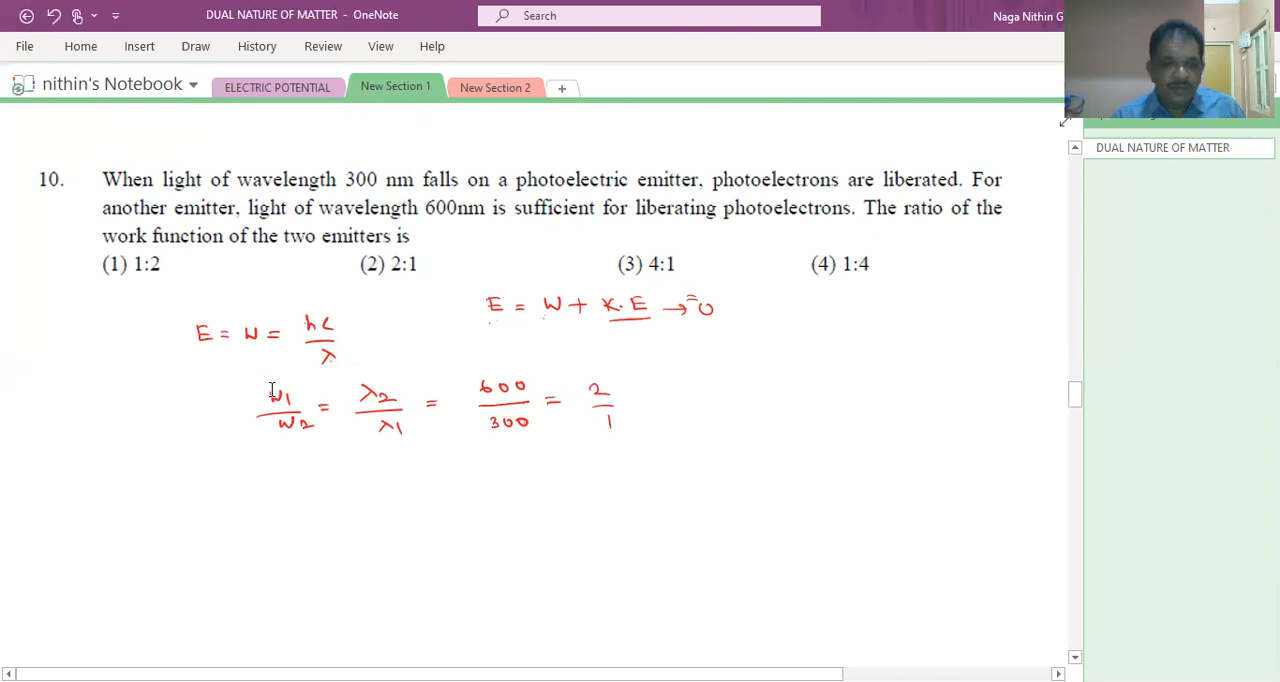 DUAL NATURE OF MATTER - OneNote
Search
Naga Nithin G
File Home Insert Draw History Review View Help
nithin's Notebook ELECTRIC POTENTIAL New Section 1 New Section 2 +
DUAL NATURE OF MATTER
10. When light of wavelength 300 nm falls on a photoelectric emitter, photoelectrons are liberated. For
another emitter, light of wavelength 600nm is sufficient for liberating photoelectrons. The ratio of the
work function of the two emitters is
(1) 1:2 (2) 2:1 (3) 4:1 (4) 1:4
E = W + K.E → = 0
E = W = hc/λ
W1/W2 = λ2/λ1 = 600/300 = 2/1